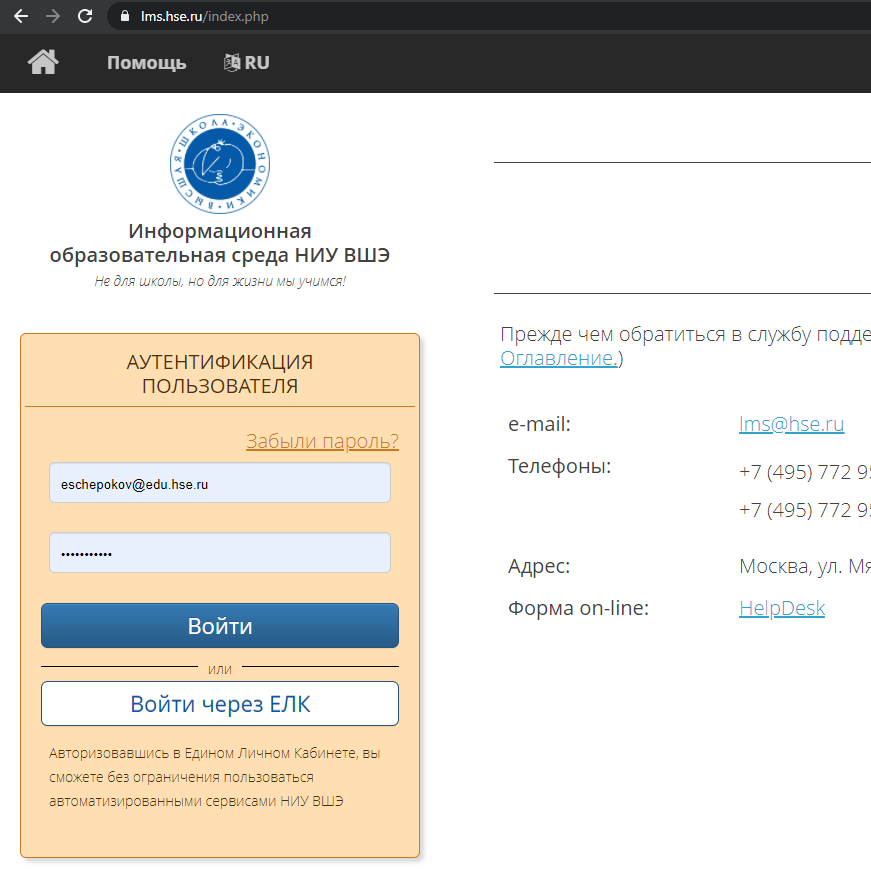 lms.hse.ru/index.php
Помощь
RU
ВЫСШАЯ • ШКОЛА • ЭКОНОМИКИ
Информационная
образовательная среда НИУ ВШЭ
Не для школы, но для жизни мы учимся!
АУТЕНТИФИКАЦИЯ
ПОЛЬЗОВАТЕЛЯ
Забыли пароль?
eschepokov@edu.hse.ru
•••••••••••
Войти
или
Войти через ЕЛК
Авторизовавшись в Едином Личном Кабинете, вы
сможете без ограничения пользоваться
автоматизированными сервисами НИУ ВШЭ
Прежде чем обратиться в службу подде
Оглавление.)
e-mail: lms@hse.ru
Телефоны: +7 (495) 772 95
+7 (495) 772 95
Адрес: Москва, ул. Мя
Форма on-line: HelpDesk